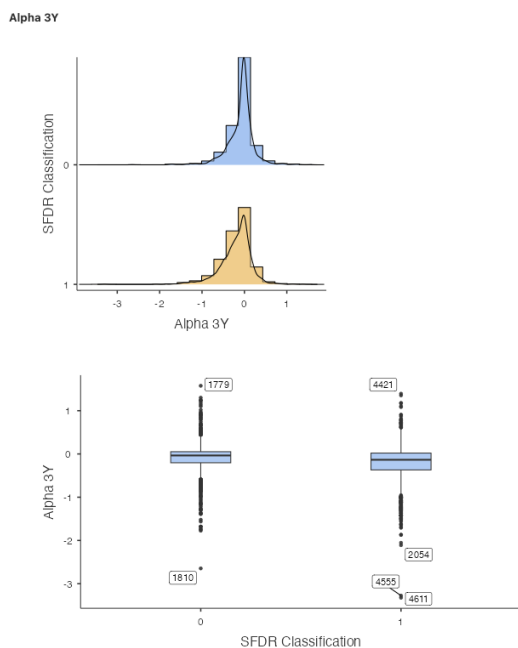 Alpha 3Y
SFDR Classification
0
1
-3 -2 -1 0 1
Alpha 3Y
Alpha 3Y
1
0
-1
-2
-3
1779
4421
1810
2054
4555
4611
0 1
SFDR Classification